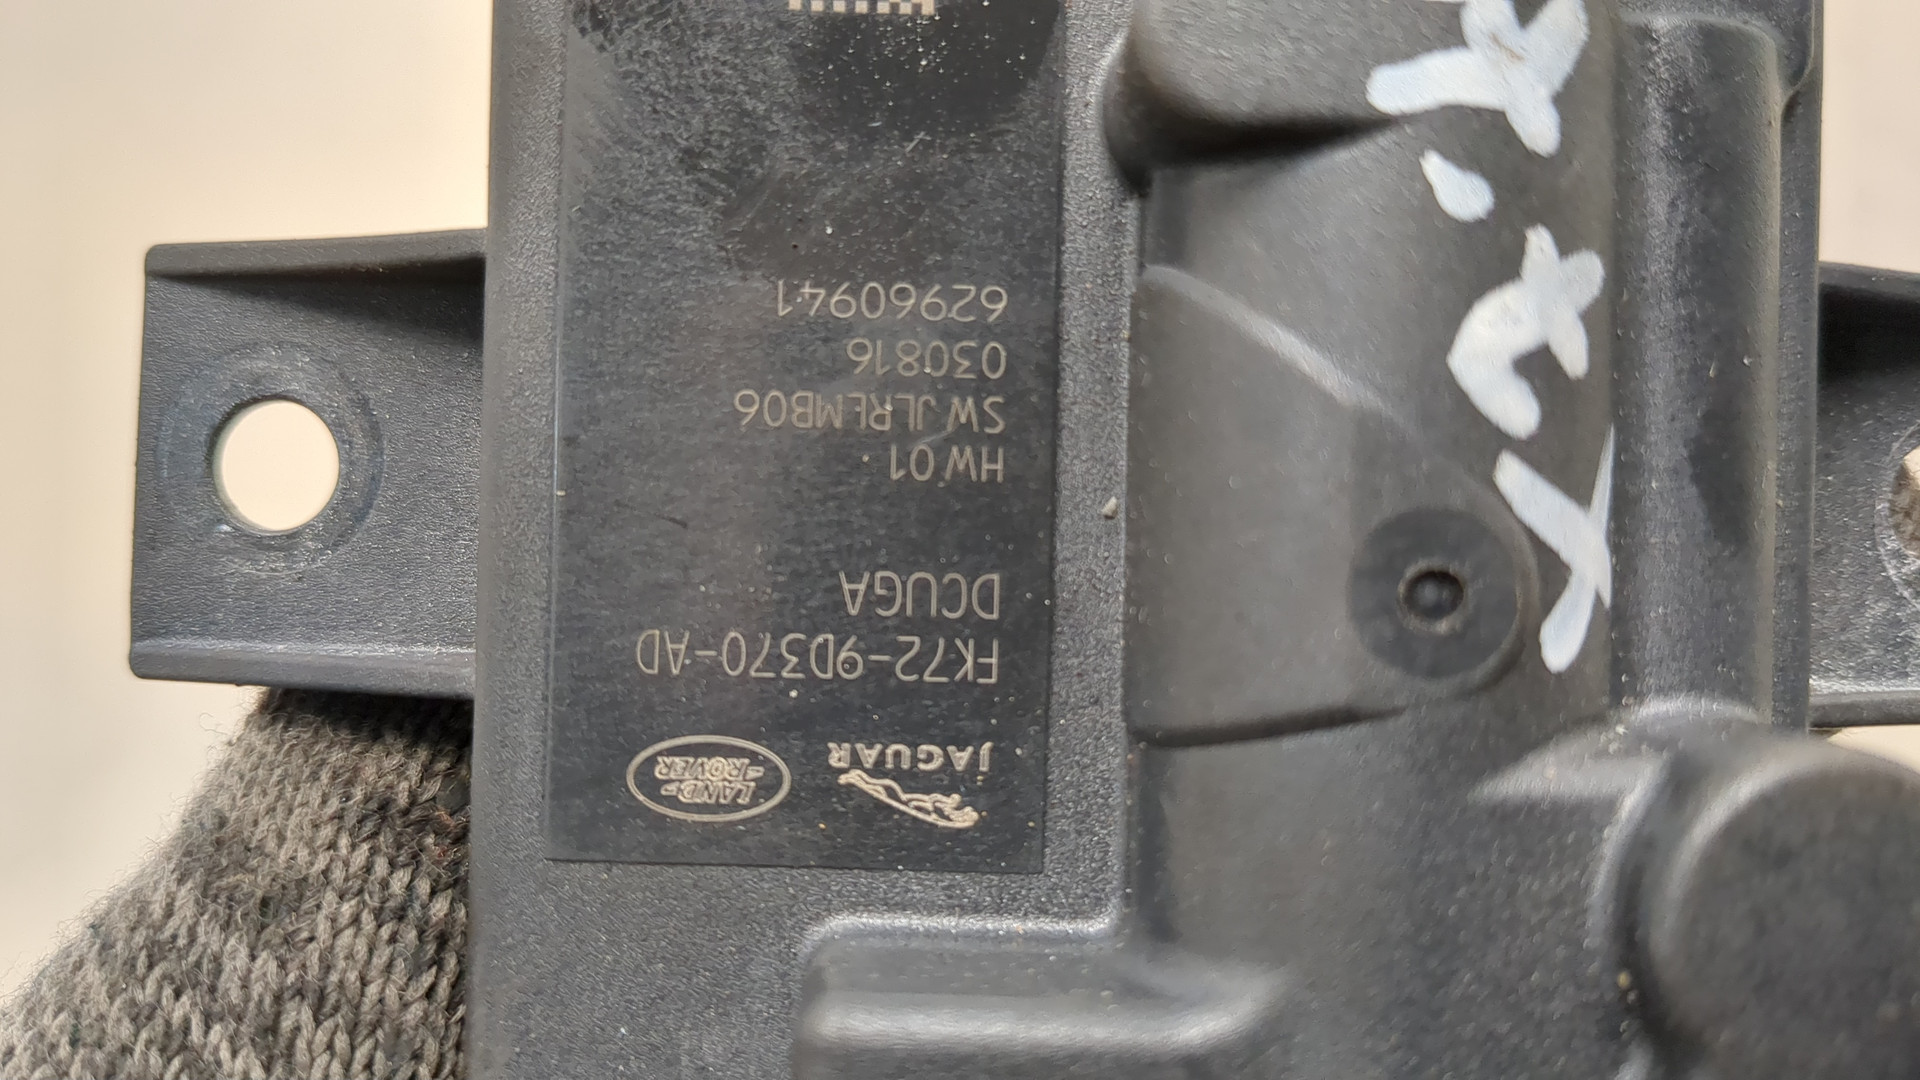 JAGUAR
LAND-
-ROVER
FK72-9D370-AD
DCUGA
HW 01
SW JLRLMB06
030816
62960941